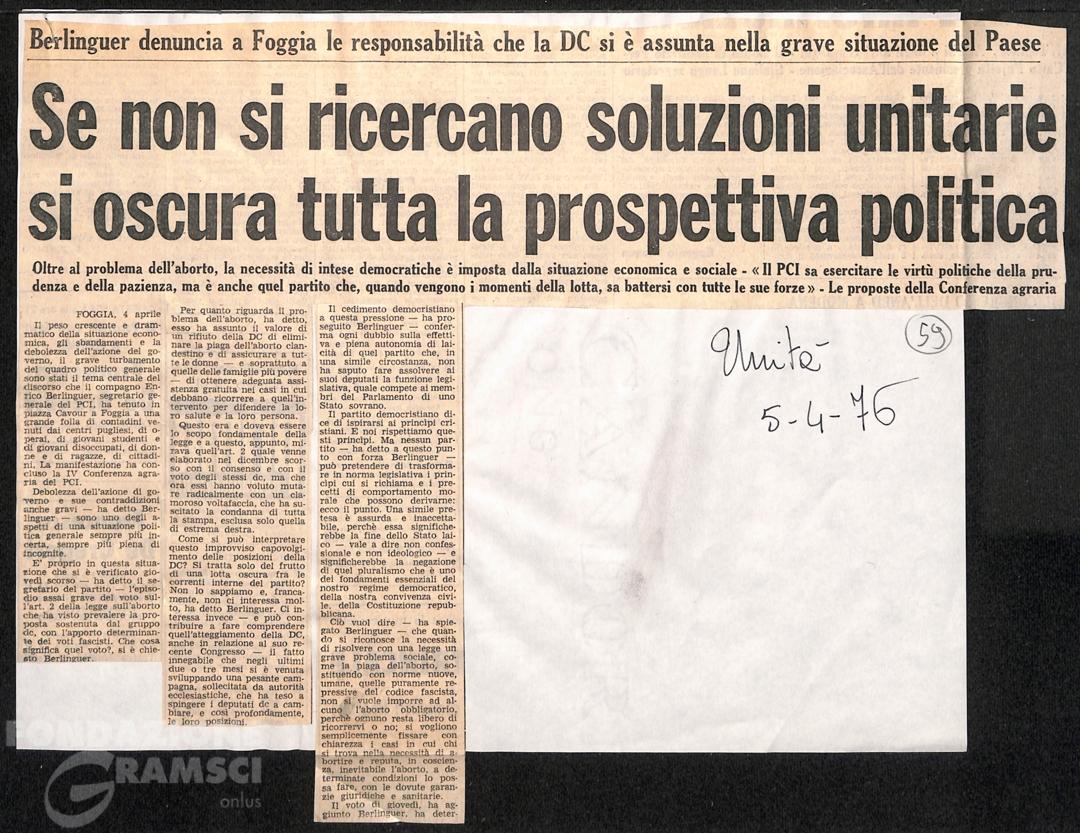 Berlinguer denuncia a Foggia le responsabilità che la DC si è assunta nella grave situazione del Paese
Se non si ricercano soluzioni unitarie
si oscura tutta la prospettiva politica
Oltre al problema dell'aborto, la necessità di intese democratiche è imposta dalla situazione economica e sociale - « Il PCI sa esercitare le virtù politiche della pru-
denza e della pazienza, ma è anche quel partito che, quando vengono i momenti della lotta, sa battersi con tutte le sue forze » - Le proposte della Conferenza agraria
FOGGIA, 4 aprile
Il peso crescente e dram-
matico della situazione econo-
mica, gli sbandamenti e la
debolezza dell'azione del go-
verno, il grave turbamento
del quadro politico generale
sono stati il tema centrale del
discorso che il compagno En-
rico Berlinguer, segretario ge-
nerale del PCI, ha tenuto in
piazza Cavour a Foggia a una
grande folla di contadini ve-
nuti dai centri pugliesi, di o-
perai, di giovani studenti e
di giovani disoccupati, di don-
ne e di ragazze, di cittadi-
ni. La manifestazione ha con-
cluso la IV Conferenza agra-
ria del PCI.
Debolezza dell'azione di go-
verno e sue contraddizioni
anche gravi — ha detto Ber-
linguer — sono uno degli a-
spetti di una situazione poli-
tica generale sempre più in-
certa, sempre più piena di
incognite.
E' proprio in questa situa-
zione che si è verificato gio-
vedì scorso — ha detto il se-
gretario del partito — l'episo-
dio assai grave del voto sul-
l'art. 2 della legge sull'aborto
che ha visto prevalere la pro-
posta sostenuta dal gruppo
dc, con l'apporto determinan-
te dei voti fascisti. Che cosa
significa quel voto?, si è chie-
sto Berlinguer.
Per quanto riguarda il pro-
blema dell'aborto, ha detto,
esso ha assunto il valore di
un rifiuto della DC di elimi-
nare la piaga dell'aborto clan-
destino e di assicurare a tut-
te le donne — e soprattutto a
quelle delle famiglie più povere
— di ottenere adeguata assi-
stenza gratuita nei casi in cui
debbano ricorrere a quell'in-
tervento per difendere la lo-
ro salute e la loro persona.
Questo era e doveva essere
lo scopo fondamentale della
legge e a questo, appunto, mi-
rava quell'art. 2 quale venne
elaborato nel dicembre scor-
so con il consenso e con il
voto degli stessi dc, ma che
ora essi hanno voluto muta-
re radicalmente con un cla-
moroso voltafaccia, che ha su-
scitato la condanna di tutta
la stampa, esclusa solo quella
di estrema destra.
Come si può interpretare
questo improvviso capovolgi-
mento delle posizioni della
DC? Si tratta solo del frutto
di una lotta oscura fra le
correnti interne del partito?
Non lo sappiamo e, franca-
mente, non ci interessa mol-
to, ha detto Berlinguer. Ci in-
teressa invece — e può con-
tribuire a fare comprendere
quell'atteggiamento della DC,
anche in relazione al suo re-
cente Congresso — il fatto
innegabile che negli ultimi
due o tre mesi si è venuta
sviluppando una pesante cam-
pagna, sollecitata da autorità
ecclesiastiche, che ha teso a
spingere i deputati dc a cam-
biare, e così profondamente,
le loro posizioni.
Il cedimento democristiano
a questa pressione — ha pro-
seguito Berlinguer — confer-
ma ogni dubbio sulla effetti-
va e piena autonomia di lai-
cità di quel partito che, in
una simile circostanza, non
ha saputo fare assolvere ai
suoi deputati la funzione legi-
slativa, quale compete ai mem-
bri del Parlamento di uno
Stato sovrano.
Il partito democristiano di-
ce di ispirarsi ai principi cri-
stiani. E noi rispettiamo que-
sti principi. Ma nessun par-
tito — ha detto a questo pun-
to con forza Berlinguer —
può pretendere di trasforma-
re in norma legislativa i prin-
cipi cui si richiama e i pre-
cetti di comportamento mo-
rale che possono derivarne:
ecco il punto. Una simile pre-
tesa è assurda e inaccetta-
bile, perchè essa significhe-
rebbe la fine dello Stato lai-
co — vale a dire non confes-
sionale e non ideologico — e
significherebbe la negazione
di quel pluralismo che è uno
dei fondamenti essenziali del
nostro regime democratico,
della nostra convivenza civi-
le, della Costituzione repub-
blicana.
Ciò vuol dire — ha spie-
gato Berlinguer — che quan-
do si riconosce la necessità
di risolvere con una legge un
grave problema sociale, co-
me la piaga dell'aborto, so-
stituendo con norme nuove,
umane, quelle puramente re-
pressive del codice fascista,
non si vuole imporre ad al-
cuno l'aborto obbligatorio,
perchè ognuno resta libero di
ricorrervi o no; si vogliono
semplicemente fissare con
chiarezza i casi in cui chi
si trova nella necessità di a-
bortire e reputa, in coscien-
za, inevitabile l'aborto, a de-
terminate condizioni lo pos-
sa fare, con le dovute garan-
zie giuridiche e sanitarie.
Il voto di giovedì, ha ag-
giunto Berlinguer, ha deter-
Unità
59
5-4-76
GRAMSCI
onlus